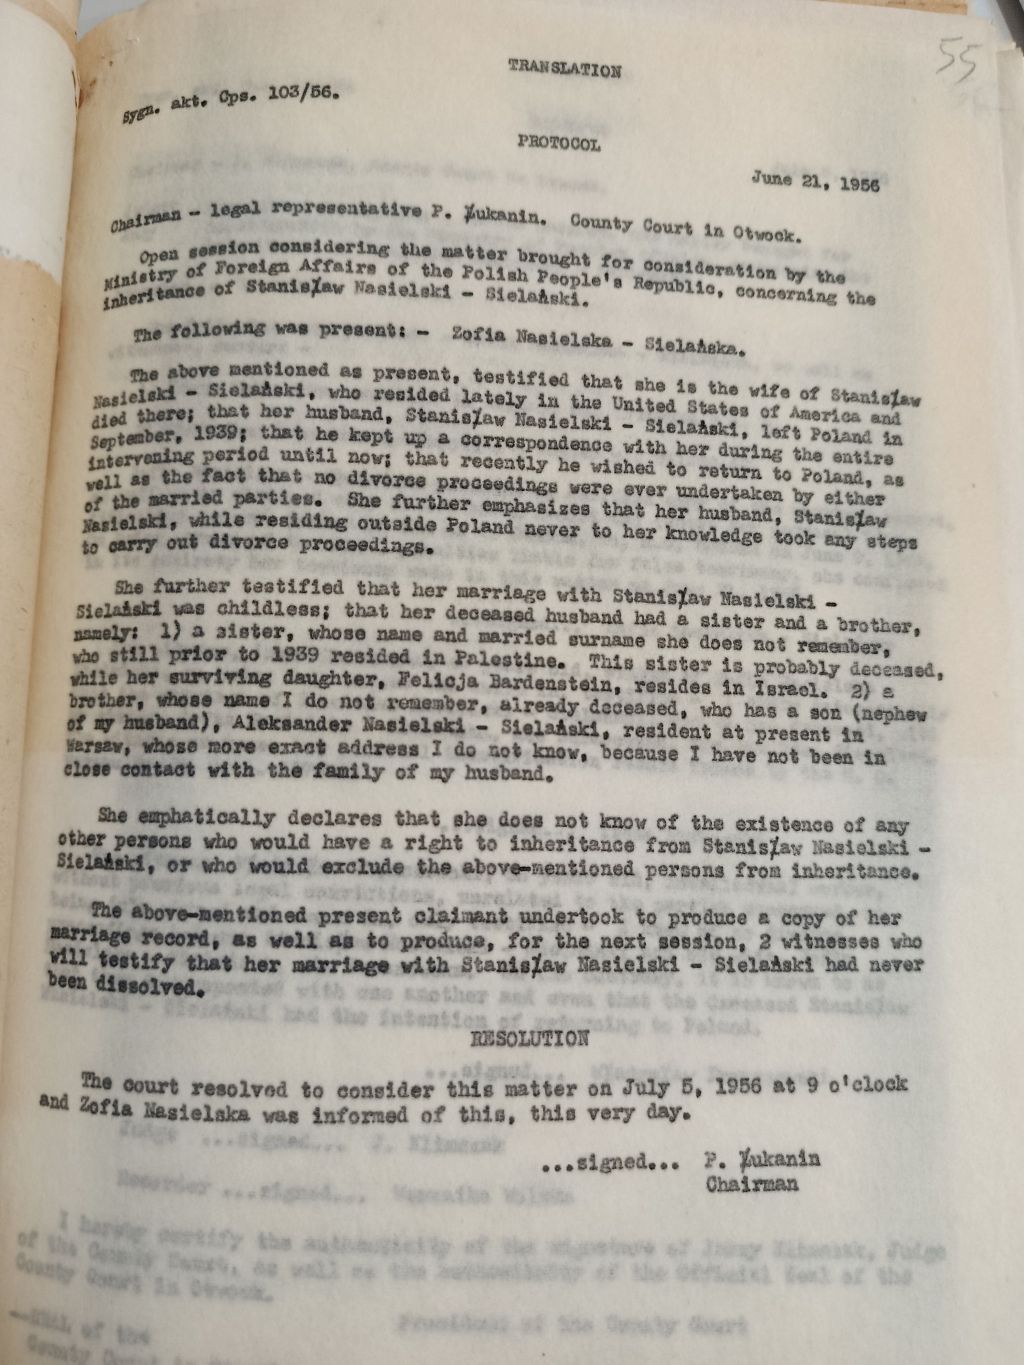 55
TRANSLATION
Sygn. akt. Cps. 103/56.
PROTOCOL
June 21, 1956
Chairman - legal representative P. Łukanin. County Court in Otwock.
Open session considering the matter brought for consideration by the
Ministry of Foreign Affairs of the Polish People's Republic, concerning the
inheritance of Stanisław Nasielski - Sielański.
The following was present: - Zofia Nasielska - Sielańska.
The above mentioned as present, testified that she is the wife of Stanisław
Nasielski - Sielański, who resided lately in the United States of America and
died there; that her husband, Stanisław Nasielski - Sielański, left Poland in
September, 1939; that he kept up a correspondence with her during the entire
intervening period until now; that recently he wished to return to Poland, as
well as the fact that no divorce proceedings were ever undertaken by either
of the married parties. She further emphasizes that her husband, Stanisław
Nasielski, while residing outside Poland never to her knowledge took any steps
to carry out divorce proceedings.
She further testified that her marriage with Stanisław Nasielski -
Sielański was childless; that her deceased husband had a sister and a brother,
namely: 1) a sister, whose name and married surname she does not remember,
who still prior to 1939 resided in Palestine. This sister is probably deceased,
while her surviving daughter, Felicja Bardenstein, resides in Israel. 2) a
brother, whose name I do not remember, already deceased, who has a son (nephew
of my husband), Aleksander Nasielski - Sielański, resident at present in
Warsaw, whose more exact address I do not know, because I have not been in
close contact with the family of my husband.
She emphatically declares that she does not know of the existence of any
other persons who would have a right to inheritance from Stanisław Nasielski -
Sielański, or who would exclude the above-mentioned persons from inheritance.
The above-mentioned present claimant undertook to produce a copy of her
marriage record, as well as to produce, for the next session, 2 witnesses who
will testify that her marriage with Stanisław Nasielski - Sielański had never
been dissolved.
RESOLUTION
The court resolved to consider this matter on July 5, 1956 at 9 o'clock
and Zofia Nasielska was informed of this, this very day.
...signed... P. Łukanin
Chairman